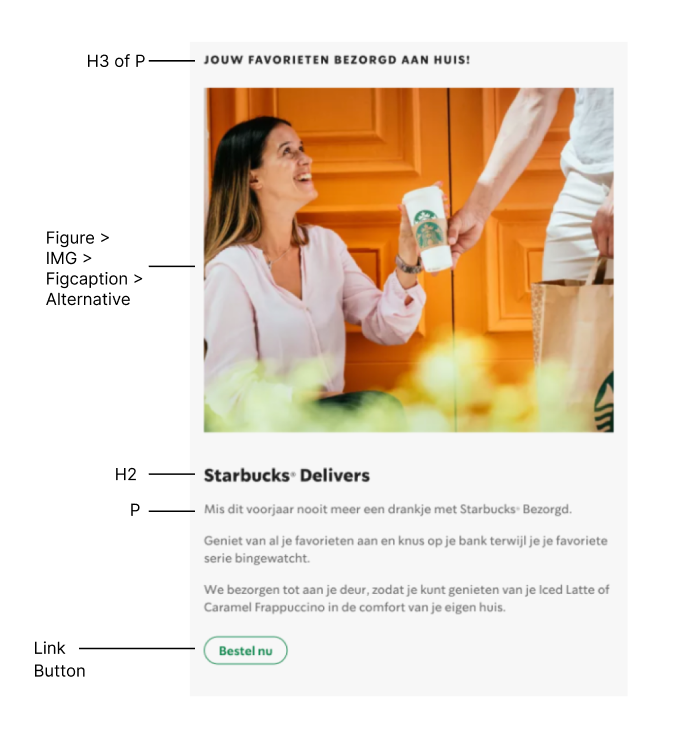 H3 of P
JOUW FAVORIETEN BEZORGD AAN HUIS!
Figure >
IMG >
Figcaption >
Alternative
H2
Starbucks® Delivers
P
Mis dit voorjaar nooit meer een drankje met Starbucks® Bezorgd.
Geniet van al je favorieten aan en knus op je bank terwijl je je favoriete
serie bingewatcht.
We bezorgen tot aan je deur, zodat je kunt genieten van je Iced Latte of
Caramel Frappuccino in de comfort van je eigen huis.
Link
Button
Bestel nu